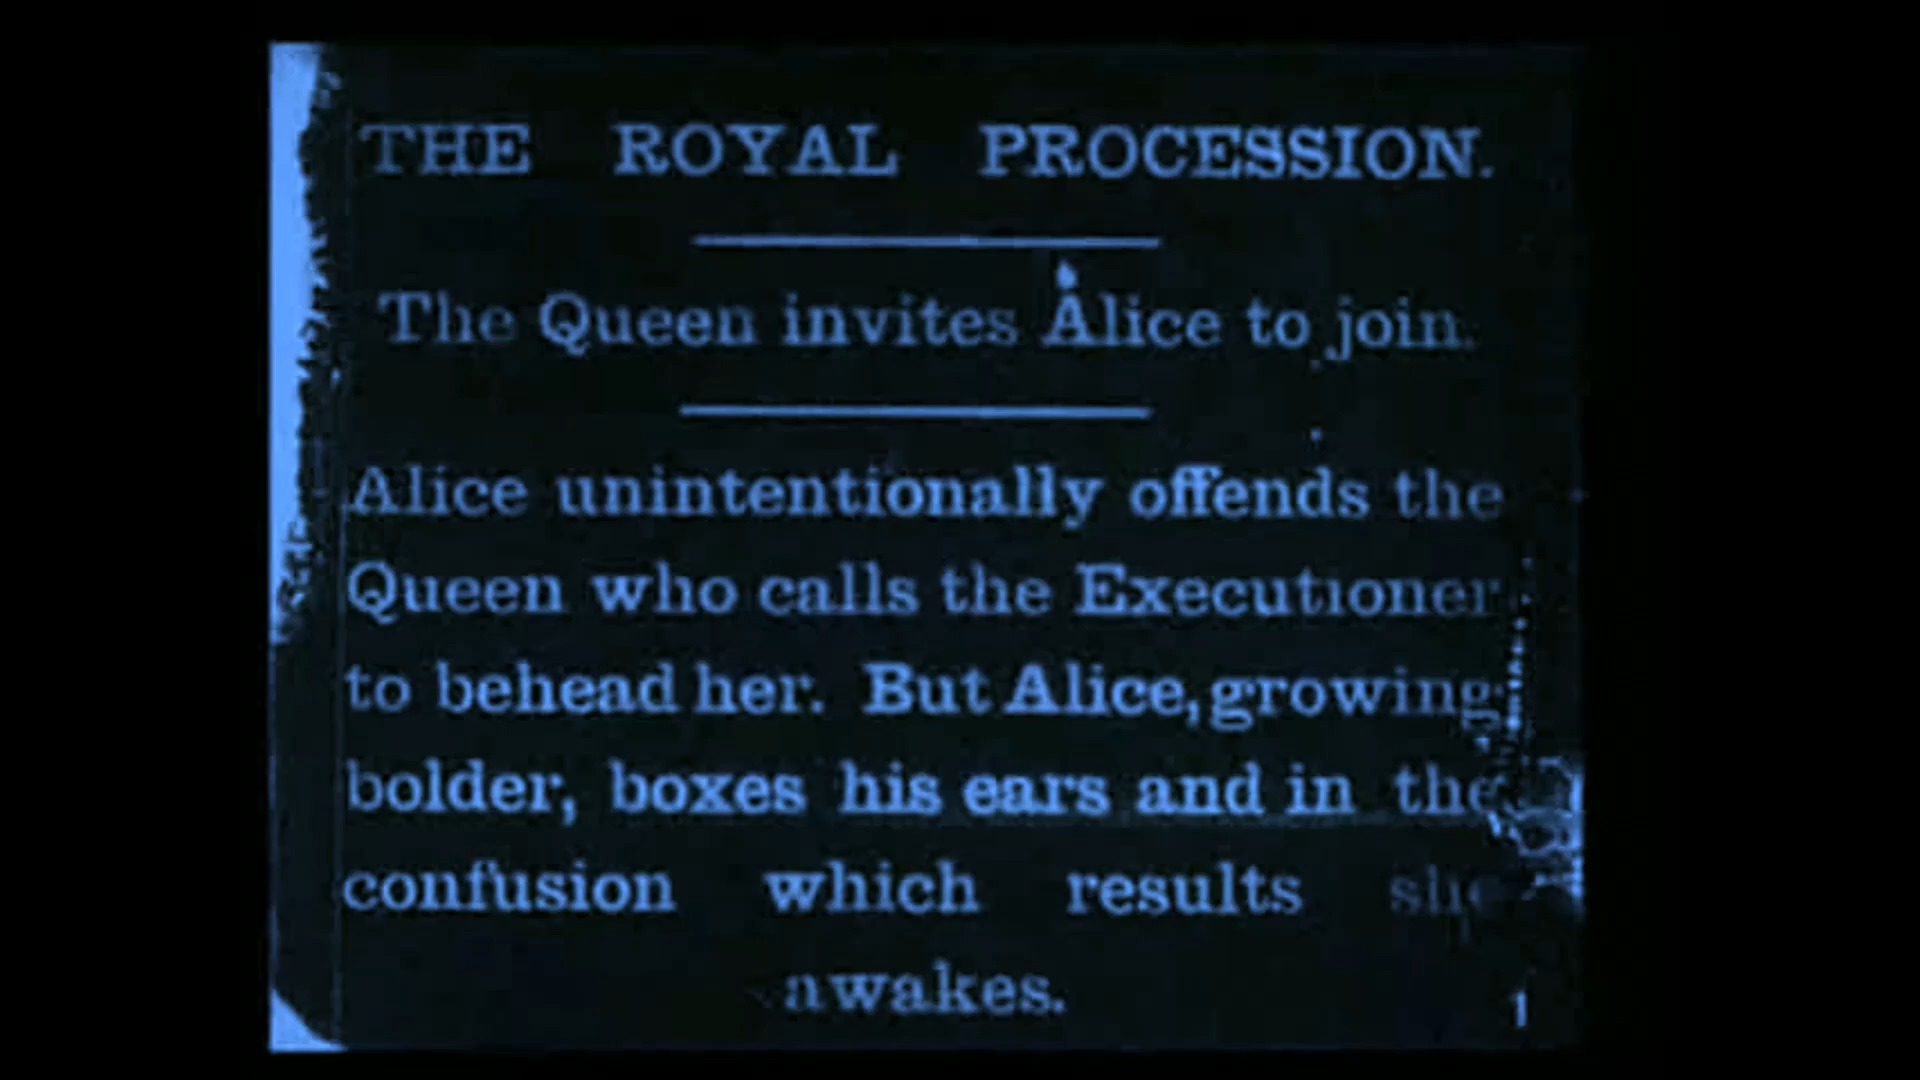 THE ROYAL PROCESSION.
The Queen invites Alice to join.
Alice unintentionally offends the
Queen who calls the Executioner
to behead her. But Alice, growing
bolder, boxes his ears and in the
confusion which results she
awakes.
1